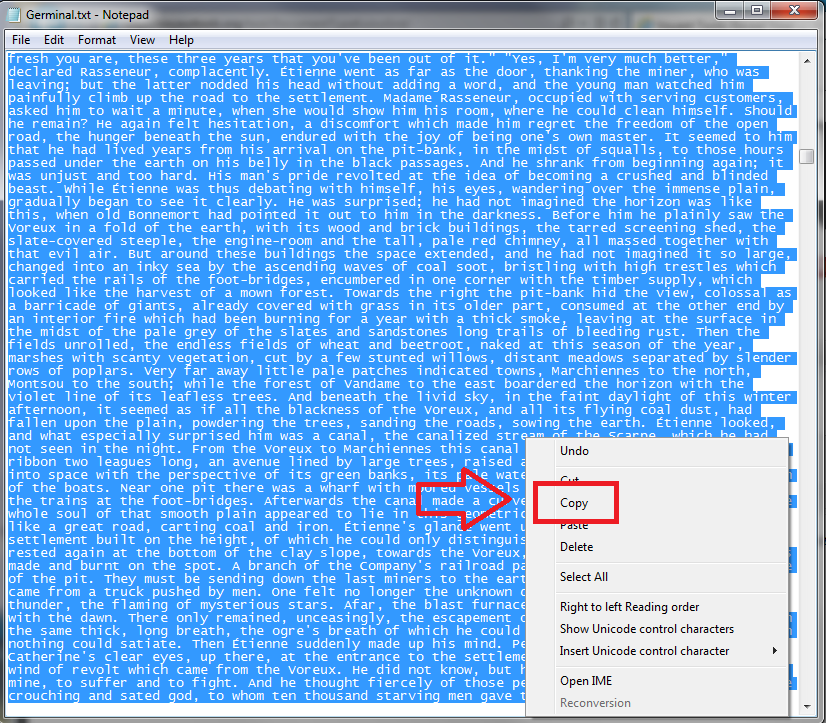 Germinal.txt - Notepad
File Edit Format View Help
fresh you are, these three years that you've been out of it." "Yes, I'm very much better,"
declared Rasseneur, complacently. Étienne went as far as the door, thanking the miner, who was
leaving; but the latter nodded his head without adding a word, and the young man watched him
painfully climb up the road to the settlement. Madame Rasseneur, occupied with serving customers,
asked him to wait a minute, when she would show him his room, where he could clean himself. Should
he remain? He again felt hesitation, a discomfort which made him regret the freedom of the open
road, the hunger beneath the sun, endured with the joy of being one's own master. It seemed to him
that he had lived years from his arrival on the pit-bank, in the midst of squalls, to those hours
passed under the earth on his belly in the black passages. And he shrank from beginning again; it
was unjust and too hard. His man's pride revolted at the idea of becoming a crushed and blinded
beast. While Étienne was thus debating with himself, his eyes, wandering over the immense plain,
gradually began to see it clearly. He was surprised; he had not imagined the horizon was like
this, when old Bonnemort had pointed it out to him in the darkness. Before him he plainly saw the
Voreux in a fold of the earth, with its wood and brick buildings, the tarred screening shed, the
slate-covered steeple, the engine-room and the tall, pale red chimney, all massed together with
that evil air. But around these buildings the space extended, and he had not imagined it so large,
changed into an inky sea by the ascending waves of coal soot, bristling with high trestles which
carried the rails of the foot-bridges, encumbered in one corner with the timber supply, which
looked like the harvest of a mown forest. Towards the right the pit-bank hid the view, colossal as
a barricade of giants, already covered with grass in its older part, consumed at the other end by
an interior fire which had been burning for a year with a thick smoke, leaving at the surface in
the midst of the pale grey of the slates and sandstones long trails of bleeding rust. Then the
fields unrolled, the endless fields of wheat and beetroot, naked at this season of the year,
marshes with scanty vegetation, cut by a few stunted willows, distant meadows separated by slender
rows of poplars. Very far away little pale patches indicated towns, Marchiennes to the north,
Montsou to the south; while the forest of Vandame to the east boardered the horizon with the
violet line of its leafless trees. And beneath the livid sky, in the faint daylight of this winter
afternoon, it seemed as if all the blackness of the Voreux, and all its flying coal dust, had
fallen upon the plain, powdering the trees, sanding the roads, sowing the earth. Étienne looked,
and what especially surprised him was a canal, the canalized stream of the Scarpe, which he had
not seen in the night. From the Voreux to Marchiennes this canal
ribbon two leagues long, an avenue lined by large trees, raised a
into space with the perspective of its green banks, its pale wate
of the boats. Near one pit there was a wharf with moored vessels
the trains at the foot-bridges. Afterwards the canal made a curve
whole soul of that smooth plain appeared to lie in geometric
like a great road, carting coal and iron. Étienne's glance went u
settlement built on the height, of which he could only distinguis
rested again at the bottom of the clay slope, towards the Voreux,
made and burnt on the spot. A branch of the Company's railroad pa
of the pit. They must be sending down the last miners to the eart
came from a truck pushed by men. One felt no longer the unknown d
thunder, the flaming of mysterious stars. Afar, the blast furnace
with the dawn. There only remained, unceasingly, the escapement o
the same thick, long breath, the ogre's breath of which he could
nothing could satiate. Then Étienne suddenly made up his mind. Pe
Catherine's clear eyes, up there, at the entrance to the settleme
wind of revolt which came from the Voreux. He did not know, but h
mine, to suffer and to fight. And he thought fiercely of those pe
crouching and sated god, to whom ten thousand starving men gave t
Undo
Cut
Copy
Paste
Delete
Select All
Right to left Reading order
Show Unicode control characters
Insert Unicode control character
Open IME
Reconversion